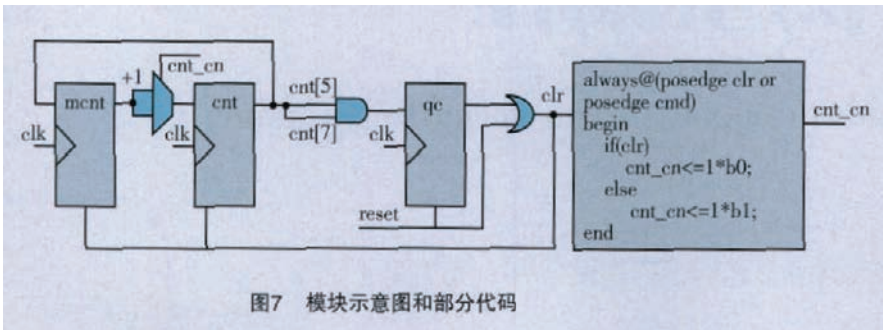 +1
cnt_cn
mcnt
cnt
clk
clk
cnt[5]
cnt[7]
qc
clk
reset
clr
always@(posedge clr or
posedge cmd)
begin
if(clr)
cnt_cn<=1*b0;
else
cnt_cn<=1*b1;
end
cnt_cn
图7 模块示意图和部分代码